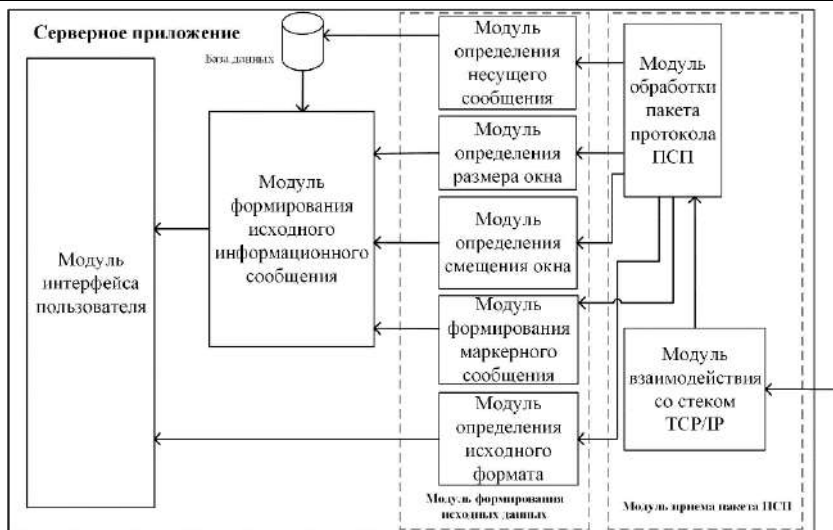 Серверное приложение
База данных
Модуль
определения
несущего
сообщения
Модуль
обработки
пакета
протокола
ПСП
Модуль
определения
размера окна
Модуль
формирования
исходного
информационного
сообщения
Модуль
интерфейса
пользователя
Модуль
определения
смещения окна
Модуль
формирования
маркерного
сообщения
Модуль
взаимодействия
со стеком
TCP/IP
Модуль
определения
исходного
формата
Модуль формирования
исходных данных
Модуль приема пакета ПСП